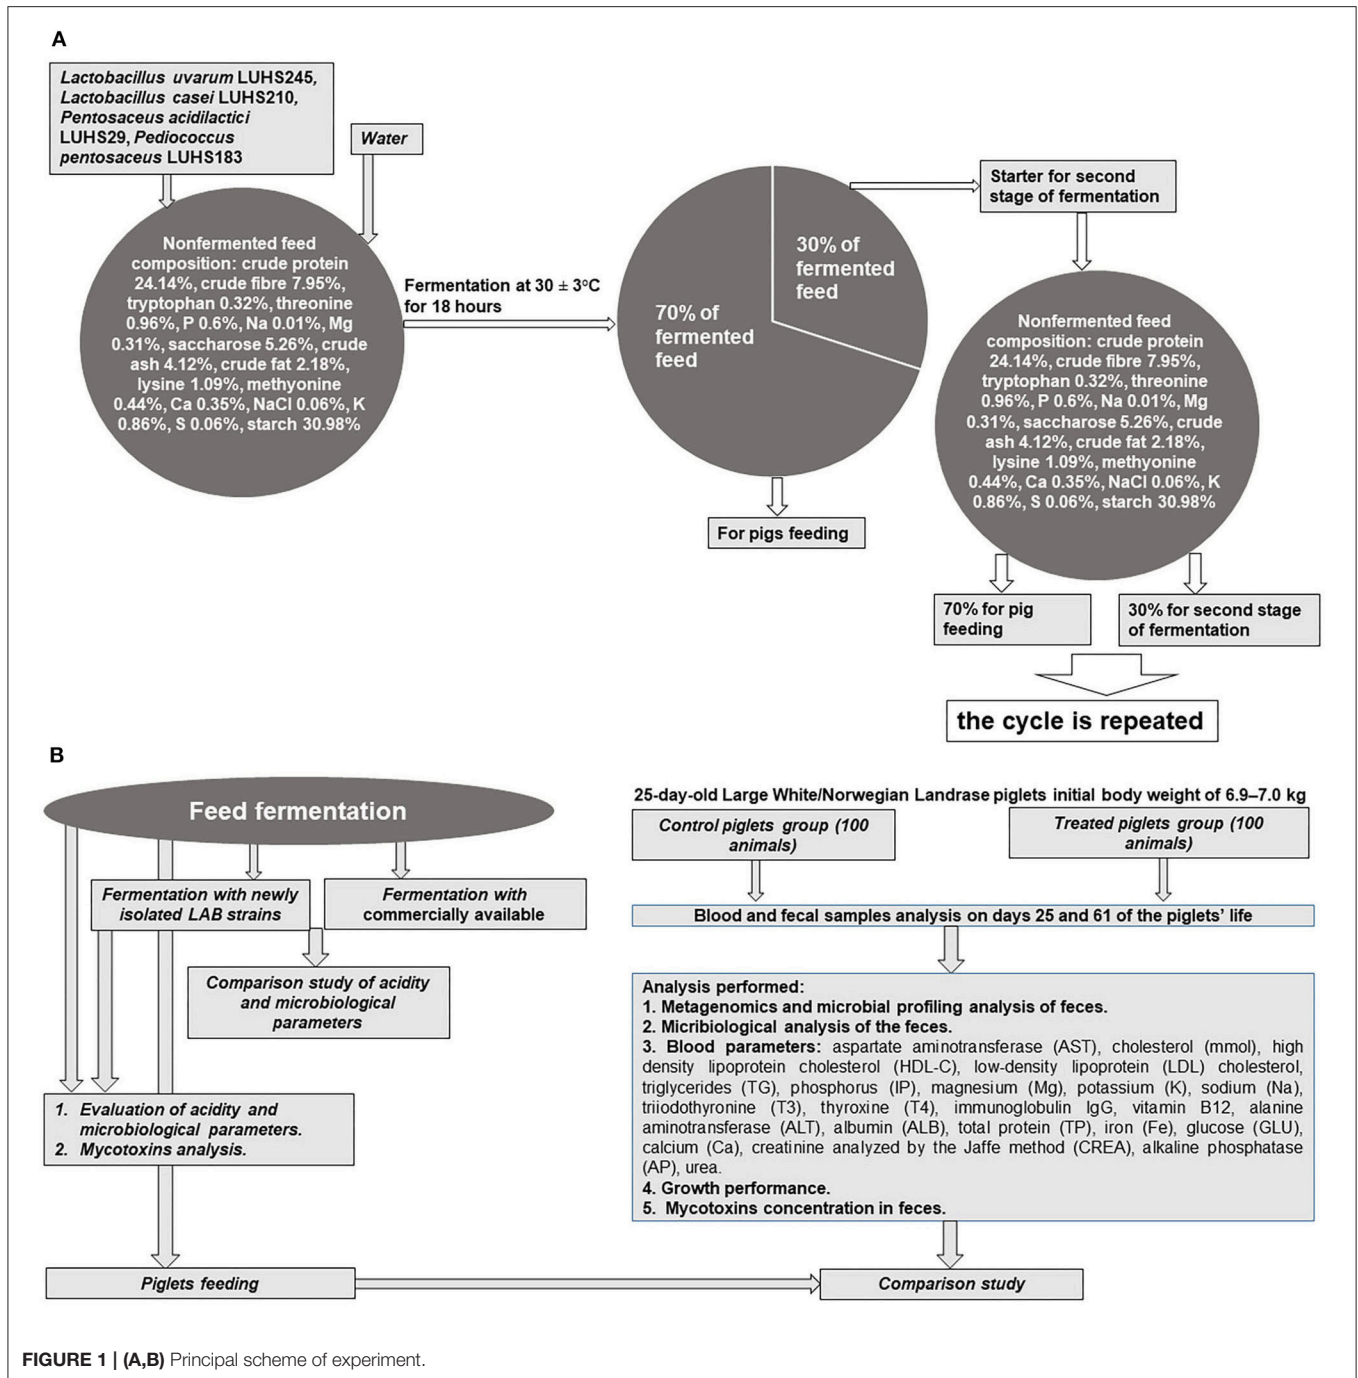 A
Lactobacillus uvarum LUHS245,
Lactobacillus casei LUHS210,
Pentosaceus acidilactici
LUHS29, Pediococcus
pentosaceus LUHS183
Water
Nonfermented feed
composition: crude protein
24.14%, crude fibre 7.95%,
tryptophan 0.32%, threonine
0.96%, P 0.6%, Na 0.01%, Mg
0.31%, saccharose 5.26%, crude
ash 4.12%, crude fat 2.18%,
lysine 1.09%, methyonine
0.44%, Ca 0.35%, NaCl 0.06%, K
0.86%, S 0.06%, starch 30.98%
Fermentation at 30 ± 3°C
for 18 hours
70% of
fermented
feed
30% of
fermented
feed
For pigs feeding
Starter for second
stage of fermentation
Nonfermented feed
composition: crude protein
24.14%, crude fibre 7.95%,
tryptophan 0.32%, threonine
0.96%, P 0.6%, Na 0.01%, Mg
0.31%, saccharose 5.26%, crude
ash 4.12%, crude fat 2.18%,
lysine 1.09%, methyonine
0.44%, Ca 0.35%, NaCl 0.06%, K
0.86%, S 0.06%, starch 30.98%
70% for pig
feeding
30% for second stage
of fermentation
the cycle is repeated
B
Feed fermentation
Fermentation with newly
isolated LAB strains
Fermentation with
commercially available
Comparison study of acidity
and microbiological
parameters
1. Evaluation of acidity and
microbiological parameters.
2. Mycotoxins analysis.
Piglets feeding
25-day-old Large White/Norwegian Landrase piglets initial body weight of 6.9–7.0 kg
Control piglets group (100
animals)
Treated piglets group (100
animals)
Blood and fecal samples analysis on days 25 and 61 of the piglets' life
Analysis performed:
1. Metagenomics and microbial profiling analysis of feces.
2. Micribiological analysis of the feces.
3. Blood parameters: aspartate aminotransferase (AST), cholesterol (mmol), high
density lipoprotein cholesterol (HDL-C), low-density lipoprotein (LDL) cholesterol,
triglycerides (TG), phosphorus (IP), magnesium (Mg), potassium (K), sodium (Na),
triiodothyronine (T3), thyroxine (T4), immunoglobulin IgG, vitamin B12, alanine
aminotransferase (ALT), albumin (ALB), total protein (TP), iron (Fe), glucose (GLU),
calcium (Ca), creatinine analyzed by the Jaffe method (CREA), alkaline phosphatase
(AP), urea.
4. Growth performance.
5. Mycotoxins concentration in feces.
Comparison study
FIGURE 1 | (A,B) Principal scheme of experiment.